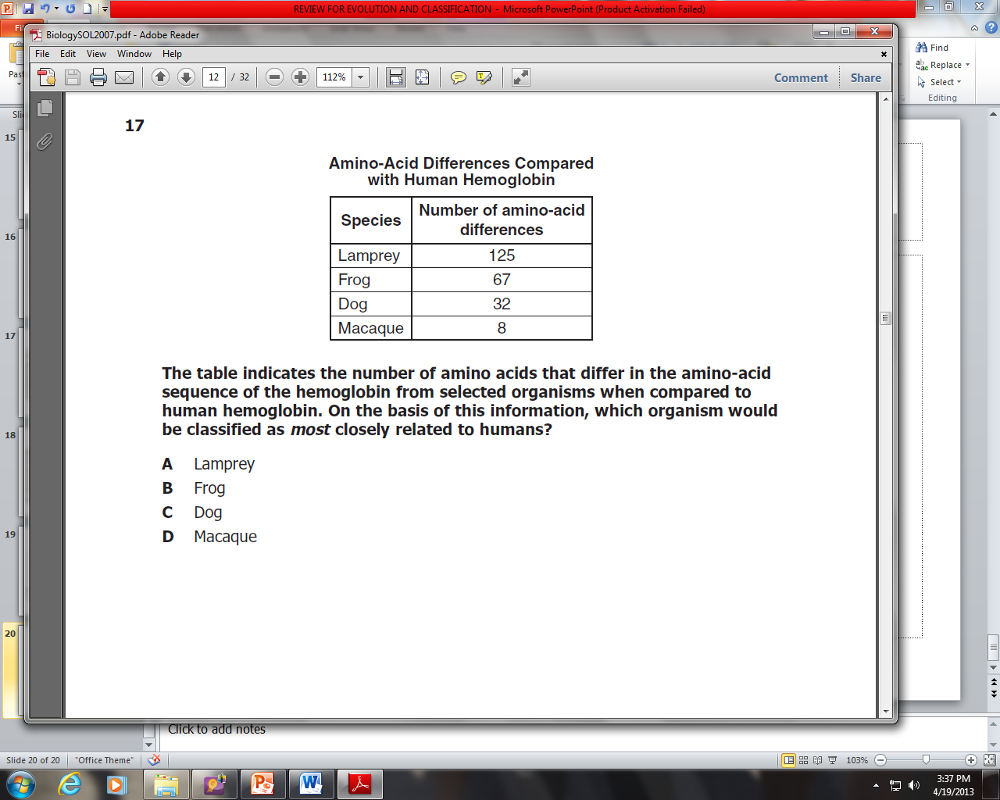 REVIEW FOR EVOLUTION AND CLASSIFICATION - Microsoft PowerPoint (Product Activation Failed)
BiologySOL2007.pdf - Adobe Reader
File Edit View Window Help
12 / 32 112% Comment Share
Find
Replace
Select
Editing
15
16
17
18
19
20
17
Amino-Acid Differences Compared
with Human Hemoglobin
Species Number of amino-acid differences
Lamprey 125
Frog 67
Dog 32
Macaque 8
The table indicates the number of amino acids that differ in the amino-acid
sequence of the hemoglobin from selected organisms when compared to
human hemoglobin. On the basis of this information, which organism would
be classified as most closely related to humans?
A Lamprey
B Frog
C Dog
D Macaque
Click to add notes
Slide 20 of 20 "Office Theme" 103%
3:37 PM
4/19/2013